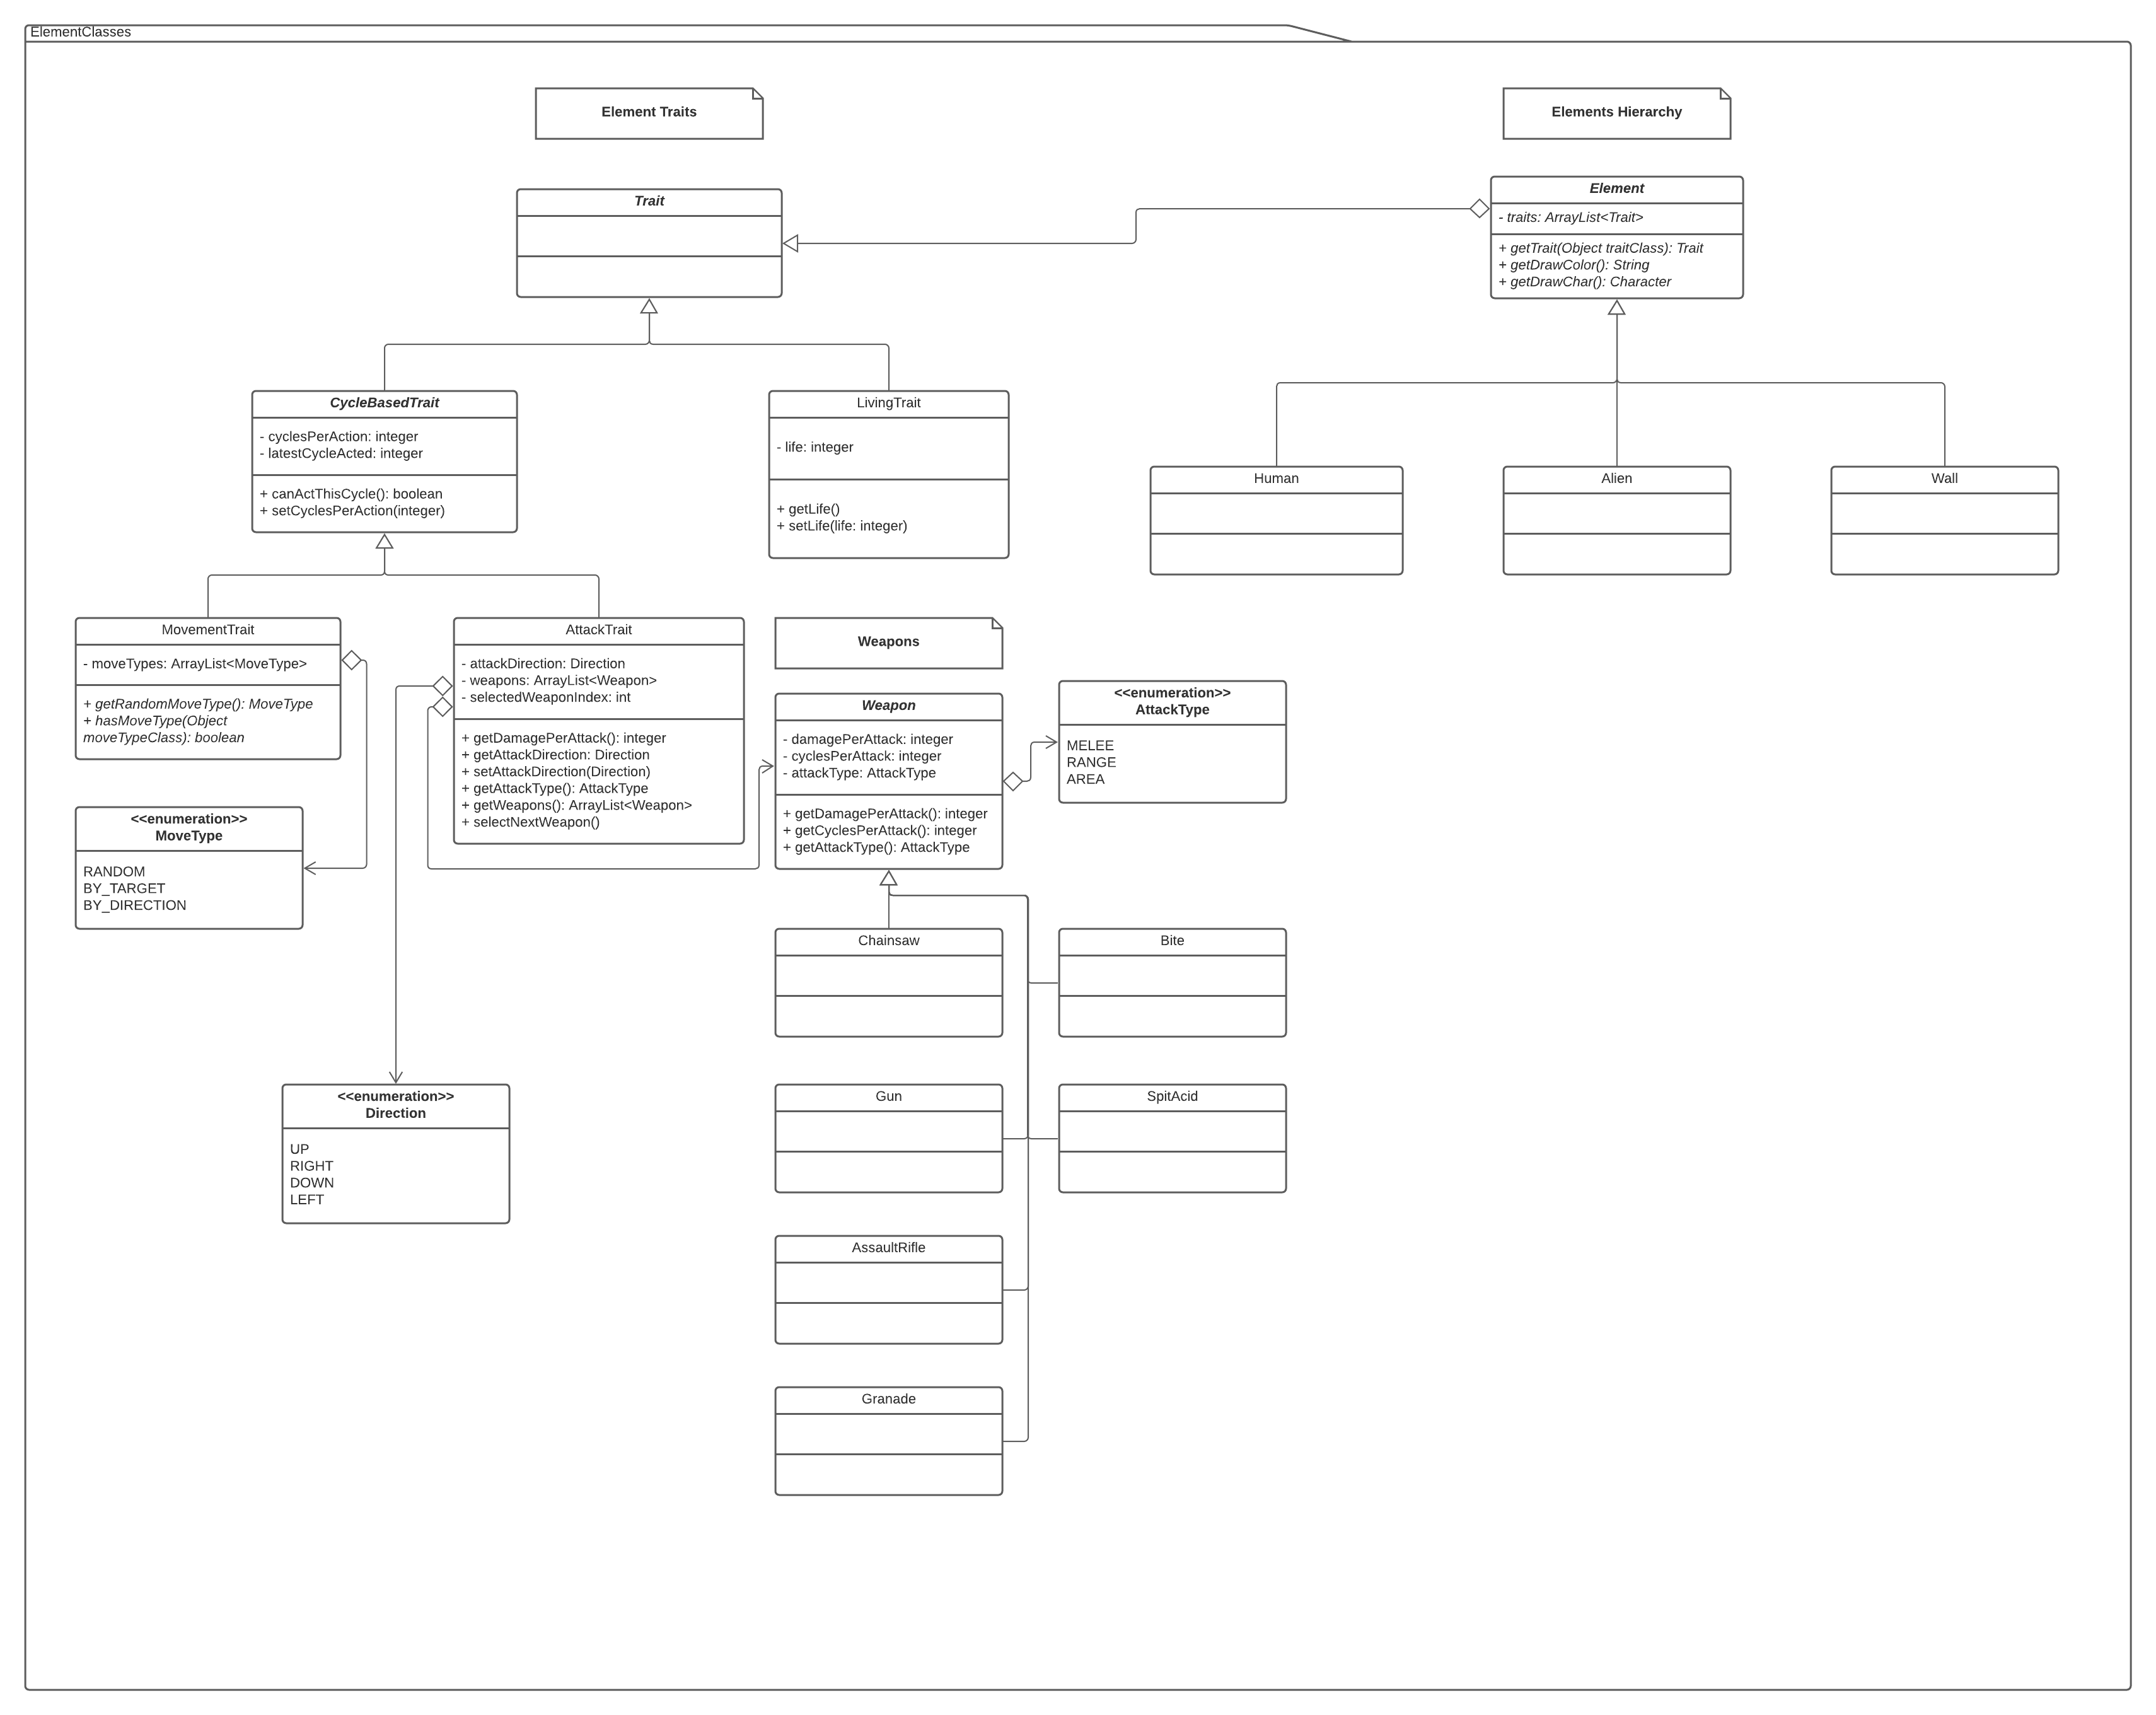 ElementClasses
Element Traits
Elements Hierarchy
Trait
Element
- traits: ArrayList<Trait>
+ getTrait(Object traitClass): Trait
+ getDrawColor(): String
+ getDrawChar(): Character
CycleBasedTrait
- cyclesPerAction: integer
- latestCycleActed: integer
+ canActThisCycle(): boolean
+ setCyclesPerAction(integer)
LivingTrait
- life: integer
+ getLife()
+ setLife(life: integer)
Human
Alien
Wall
MovementTrait
- moveTypes: ArrayList<MoveType>
+ getRandomMoveType(): MoveType
+ hasMoveType(Object
moveTypeClass): boolean
AttackTrait
- attackDirection: Direction
- weapons: ArrayList<Weapon>
- selectedWeaponIndex: int
+ getDamagePerAttack(): integer
+ getAttackDirection: Direction
+ setAttackDirection(Direction)
+ getAttackType(): AttackType
+ getWeapons(): ArrayList<Weapon>
+ selectNextWeapon()
Weapons
Weapon
- damagePerAttack: integer
- cyclesPerAttack: integer
- attackType: AttackType
+ getDamagePerAttack(): integer
+ getCyclesPerAttack(): integer
+ getAttackType(): AttackType
<<enumeration>>
AttackType
MELEE
RANGE
AREA
<<enumeration>>
MoveType
RANDOM
BY_TARGET
BY_DIRECTION
Chainsaw
Bite
<<enumeration>>
Direction
UP
RIGHT
DOWN
LEFT
Gun
SpitAcid
AssaultRifle
Granade